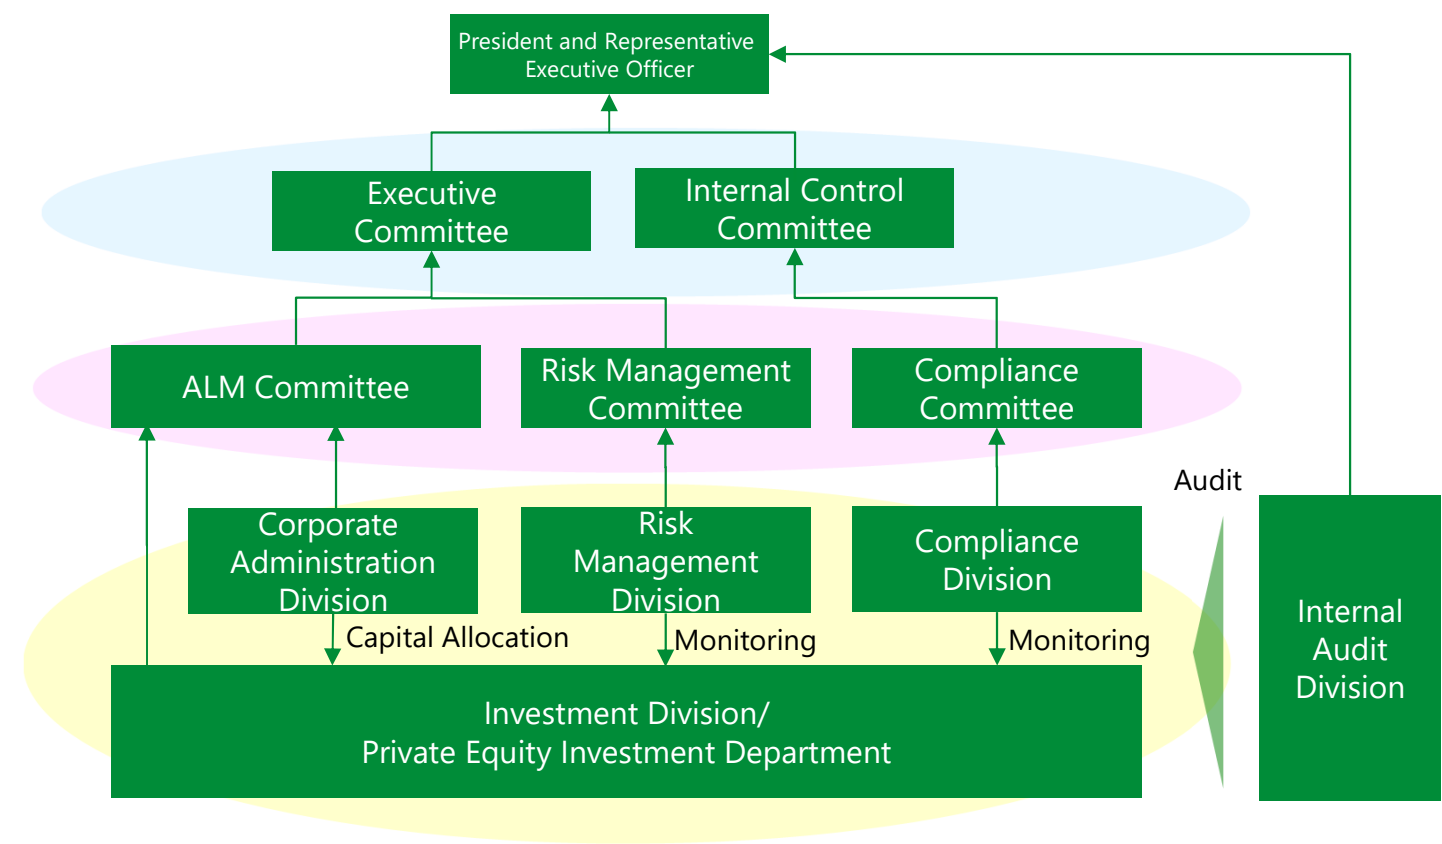 President and Representative
Executive Officer
Executive
Committee
Internal Control
Committee
ALM Committee
Risk Management
Committee
Compliance
Committee
Audit
Corporate
Administration
Division
Risk
Management
Division
Compliance
Division
Internal
Audit
Division
Capital Allocation
Monitoring
Monitoring
Investment Division/
Private Equity Investment Department